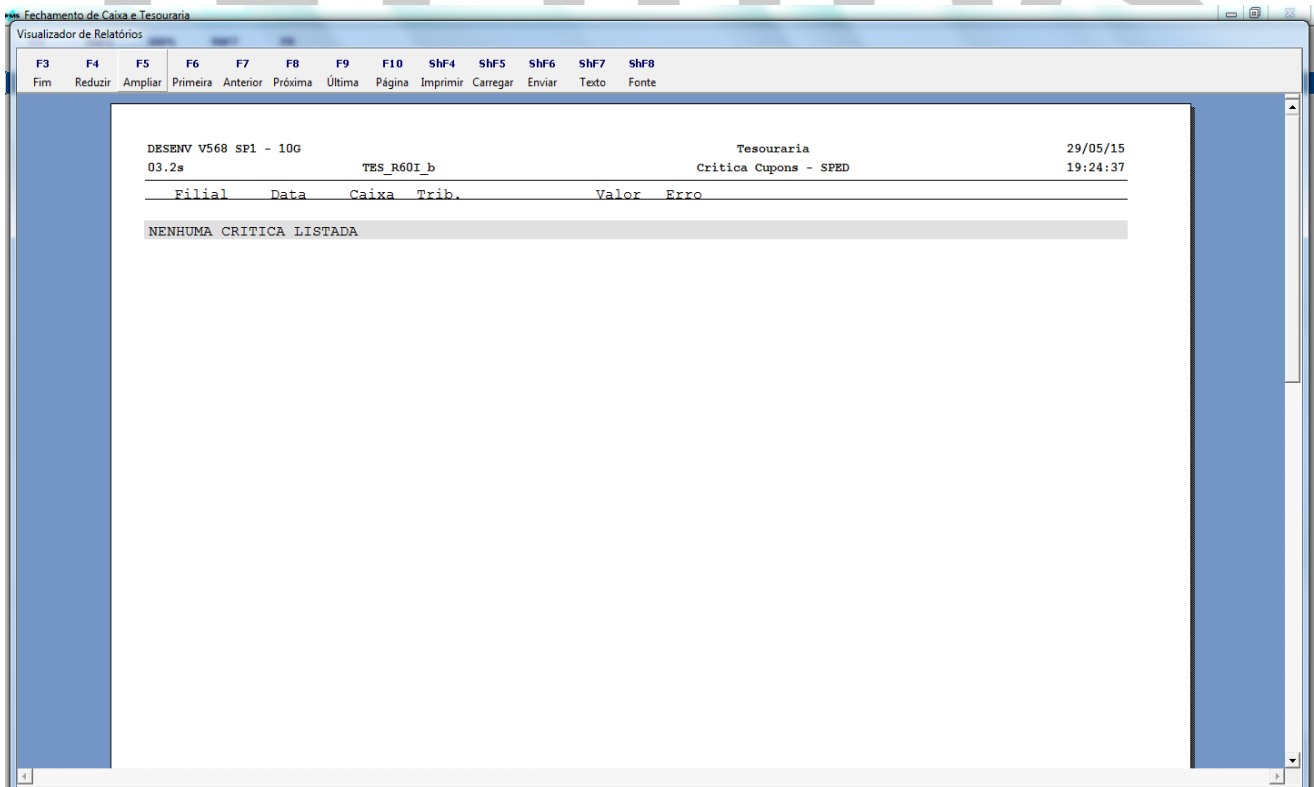 RMS Fechamento de Caixa e Tesouraria
Visualizador de Relatórios
F3 F4 F5 F6 F7 F8 F9 F10 ShF4 ShF5 ShF6 ShF7 ShF8
Fim Reduzir Ampliar Primeira Anterior Próxima Última Página Imprimir Carregar Enviar Texto Fonte
DESENV V568 SP1 - 10G Tesouraria 29/05/15
03.2s TES_R60I_b Critica Cupons - SPED 19:24:37
Filial Data Caixa Trib. Valor Erro
NENHUMA CRITICA LISTADA